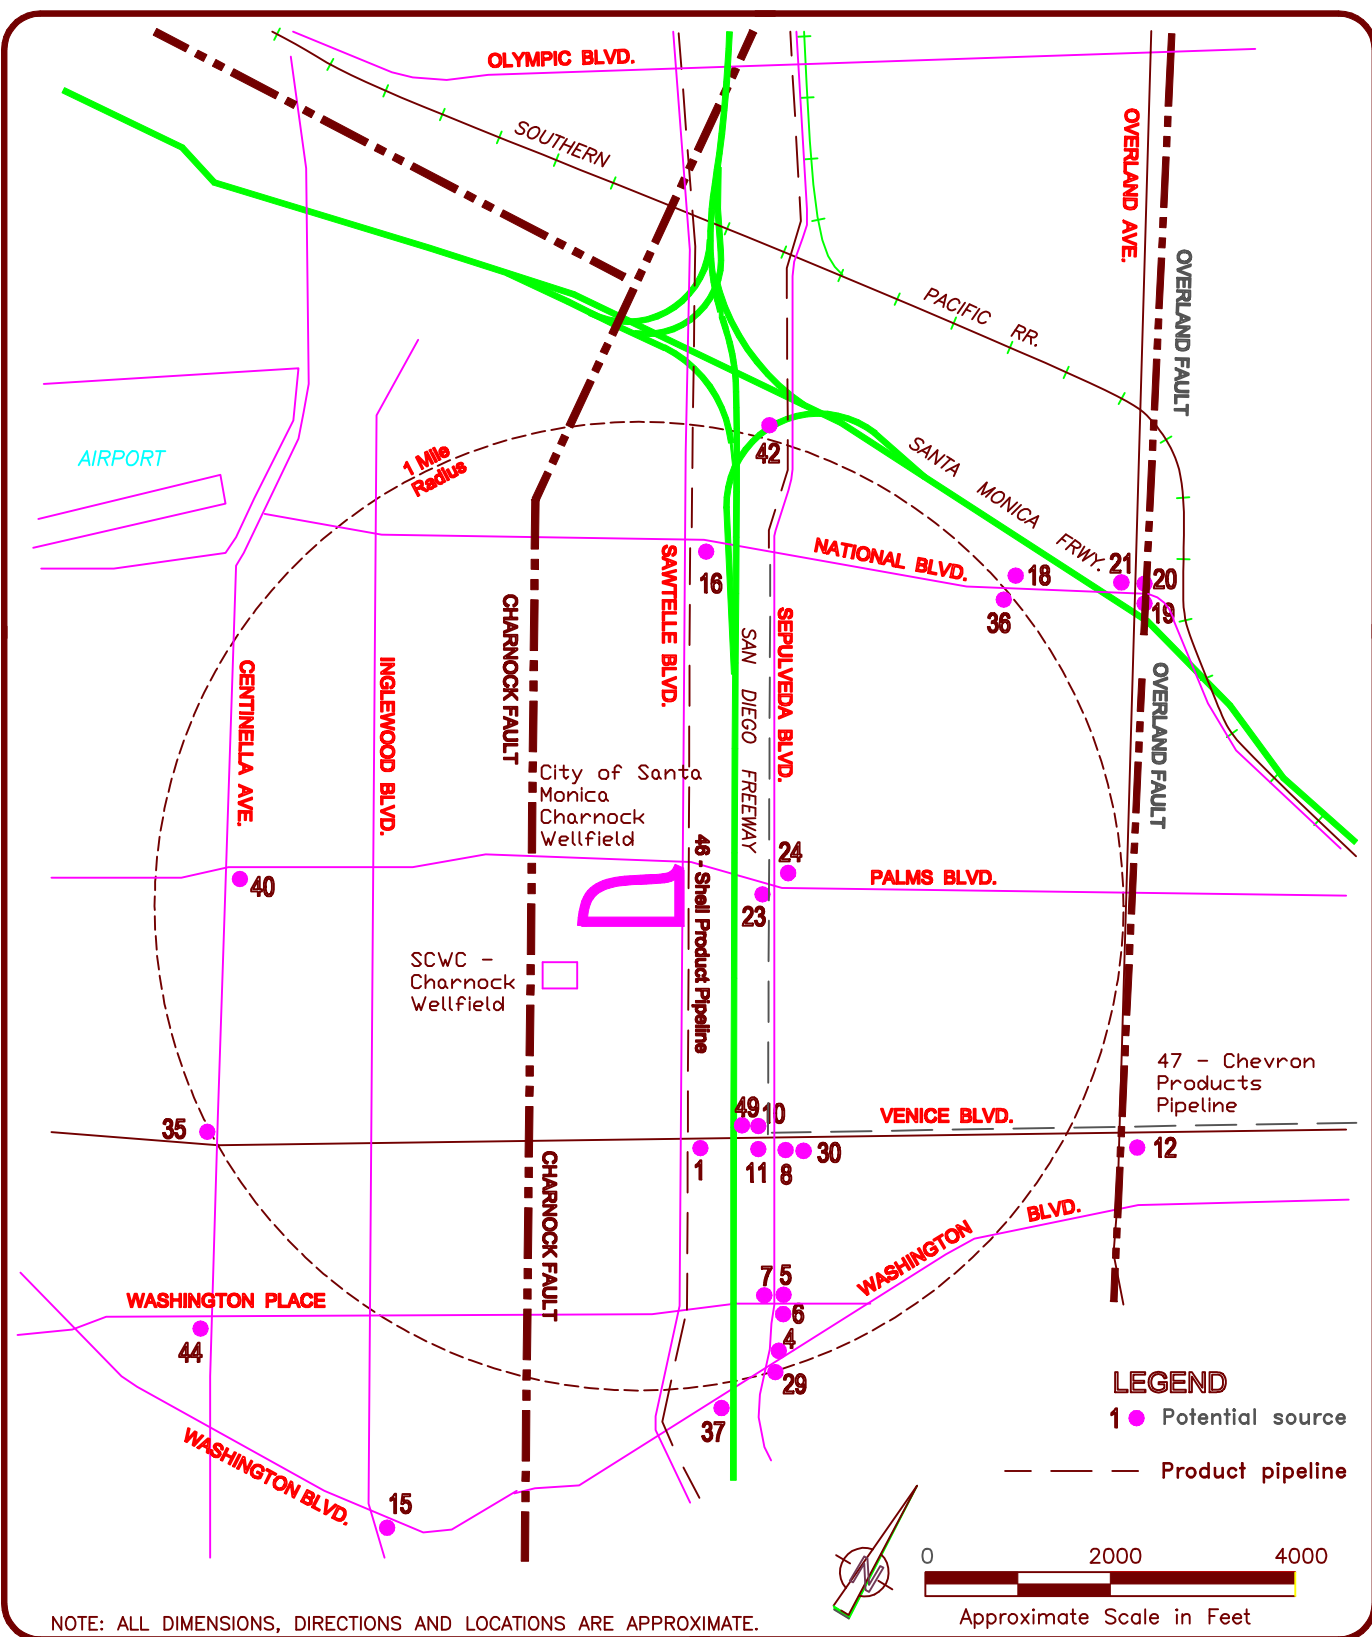 OLYMPIC BLVD.
SOUTHERN
PACIFIC RR.
OVERLAND AVE.
OVERLAND FAULT
AIRPORT
1 Mile
Radius
42
SANTA MONICA FRWY.
NATIONAL BLVD.
16
18
36
21
20
19
SAWTELLE BLVD.
SAN DIEGO FREEWAY
SEPULVEDA BLVD.
CHARNOCK FAULT
CENTINELLA AVE.
INGLEWOOD BLVD.
OVERLAND FAULT
City of Santa
Monica
Charnock
Wellfield
46 - Shell Product Pipeline
24
23
PALMS BLVD.
40
SCWC -
Charnock
Wellfield
47 - Chevron
Products
Pipeline
35
49
10
VENICE BLVD.
1
11
8
30
12
CHARNOCK FAULT
WASHINGTON BLVD.
7
5
6
WASHINGTON PLACE
44
4
29
37
WASHINGTON BLVD.
15
LEGEND
1 Potential source
Product pipeline
N
0 2000 4000
Approximate Scale in Feet
NOTE: ALL DIMENSIONS, DIRECTIONS AND LOCATIONS ARE APPROXIMATE.